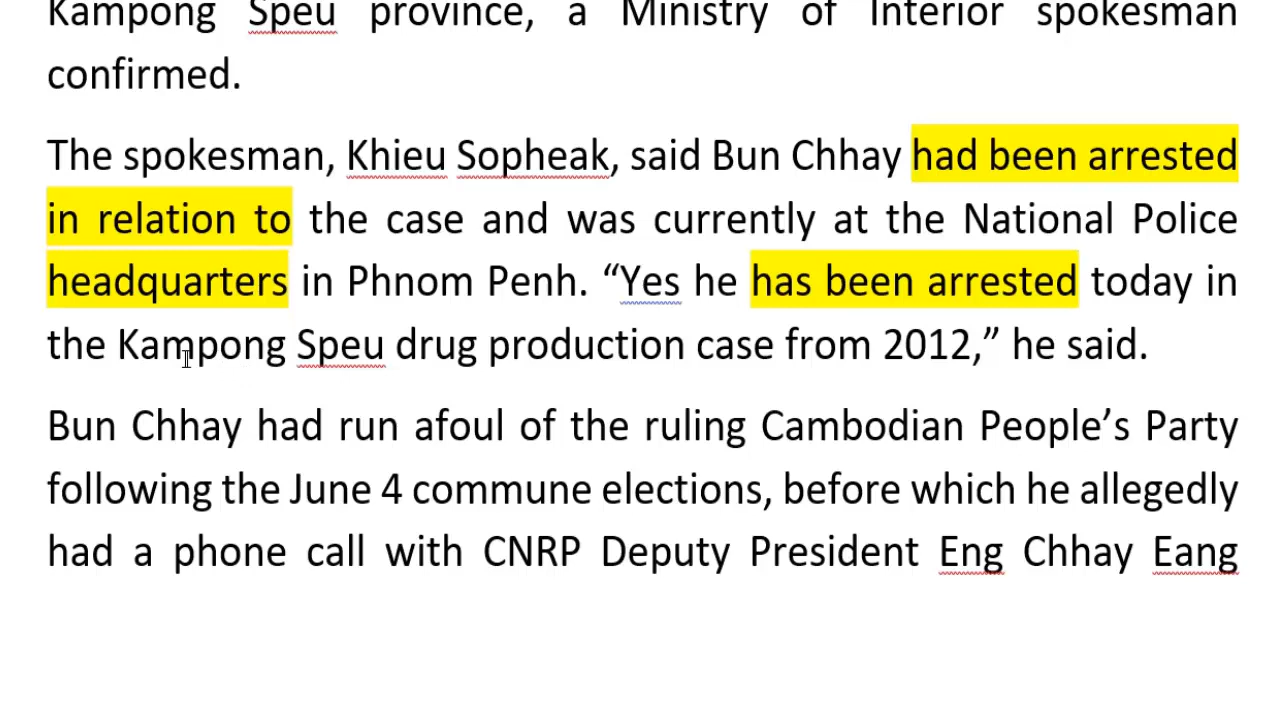 Kampong Speu province, a Ministry of Interior spokesman
confirmed.
The spokesman, Khieu Sopheak, said Bun Chhay had been arrested
in relation to the case and was currently at the National Police
headquarters in Phnom Penh. “Yes he has been arrested today in
the Kampong Speu drug production case from 2012,” he said.
Bun Chhay had run afoul of the ruling Cambodian People’s Party
following the June 4 commune elections, before which he allegedly
had a phone call with CNRP Deputy President Eng Chhay Eang